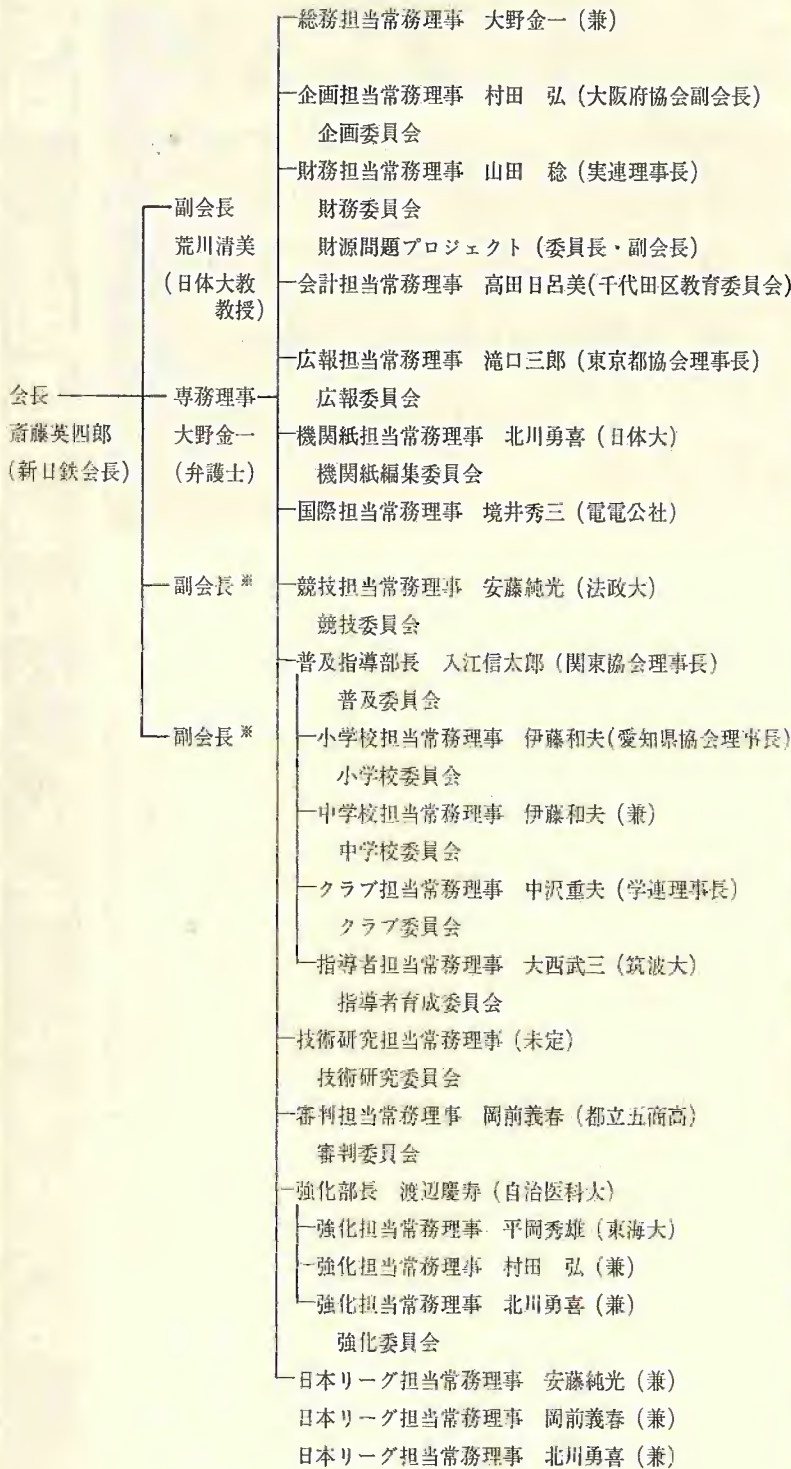 会長
斎藤英四郎
(新日鉄会長)
副会長
荒川清美
(日体大教
教授)
専務理事
大野金一
(弁護士)
副会長※
副会長※
総務担当常務理事 大野金一 (兼)
企画担当常務理事 村田 弘 (大阪府協会副会長)
企画委員会
財務担当常務理事 山田 稔 (実連理事長)
財務委員会
財源問題プロジェクト (委員長・副会長)
会計担当常務理事 高田日呂美(千代田区教育委員会)
広報担当常務理事 滝口三郎 (東京都協会理事長)
広報委員会
機関紙担当常務理事 北川勇喜 (日体大)
機関紙編集委員会
国際担当常務理事 境井秀三 (電電公社)
競技担当常務理事 安藤純光 (法政大)
競技委員会
普及指導部長 入江信太郎 (関東協会理事長)
普及委員会
小学校担当常務理事 伊藤和夫(愛知県協会理事長)
小学校委員会
中学校担当常務理事 伊藤和夫 (兼)
中学校委員会
クラブ担当常務理事 中沢重夫 (学連理事長)
クラブ委員会
指導者担当常務理事 大西武三 (筑波大)
指導者育成委員会
技術研究担当常務理事 (未定)
技術研究委員会
審判担当常務理事 岡前義春 (都立五商高)
審判委員会
強化部長 渡辺慶寿 (自治医科大)
強化担当常務理事 平岡秀雄 (東海大)
強化担当常務理事 村田 弘 (兼)
強化担当常務理事 北川勇喜 (兼)
強化委員会
日本リーグ担当常務理事 安藤純光 (兼)
日本リーグ担当常務理事 岡前義春 (兼)
日本リーグ担当常務理事 北川勇喜 (兼)